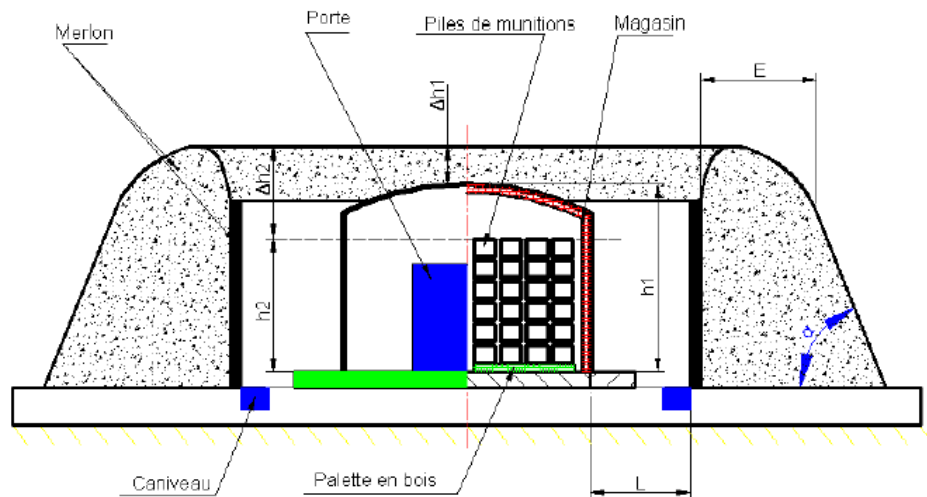 Porte
Piles de munitions
Magasin
Merlon
E
Δh1
Δh2
h2
h1
α
Caniveau
Palette en bois
L